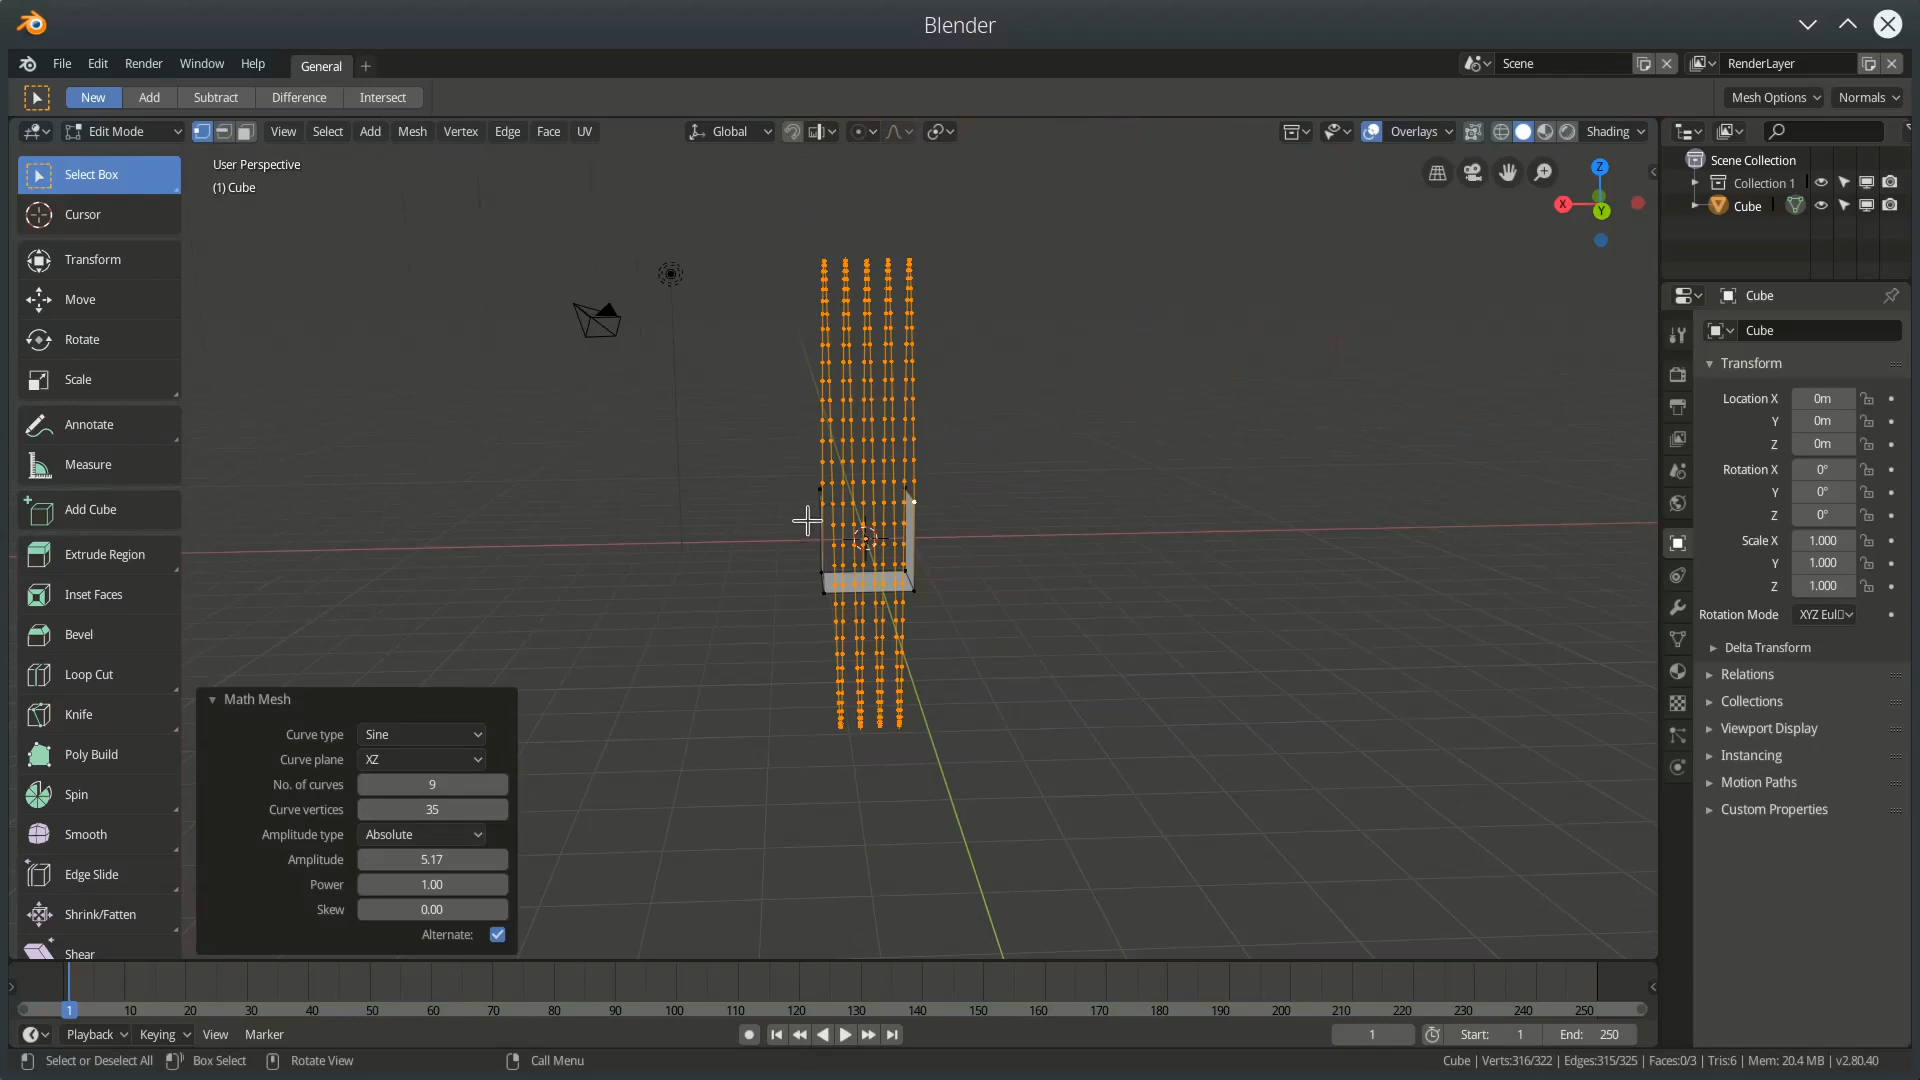 Blender
File Edit Render Window Help General +
Scene RenderLayer
New Add Subtract Difference Intersect Mesh Options Normals
Edit Mode View Select Add Mesh Vertex Edge Face UV Global Overlays Shading
User Perspective
(1) Cube
Select Box
Cursor
Transform
Move
Rotate
Scale
Annotate
Measure
Add Cube
Extrude Region
Inset Faces
Bevel
Loop Cut
Knife
Poly Build
Spin
Smooth
Edge Slide
Shrink/Fatten
Shear
Z
X
Y
Math Mesh
Curve type Sine
Curve plane XZ
No. of curves 9
Curve vertices 35
Amplitude type Absolute
Amplitude 5.17
Power 1.00
Skew 0.00
Alternate:
Scene Collection
Collection 1
Cube
Cube
Cube
Transform
Location X 0m
Y 0m
Z 0m
Rotation X 0°
Y 0°
Z 0°
Scale X 1.000
Y 1.000
Z 1.000
Rotation Mode XYZ Eul
Delta Transform
Relations
Collections
Viewport Display
Instancing
Motion Paths
Custom Properties
1 10 20 30 40 50 60 70 80 90 100 110 120 130 140 150 160 170 180 190 200 210 220 230 240 250
Playback Keying View Marker 1 Start: 1 End: 250
Select or Deselect All Box Select Rotate View Call Menu Cube | Verts:316/322 | Edges:315/325 | Faces:0/3 | Tris:6 | Mem: 20.4 MB | v2.80.40